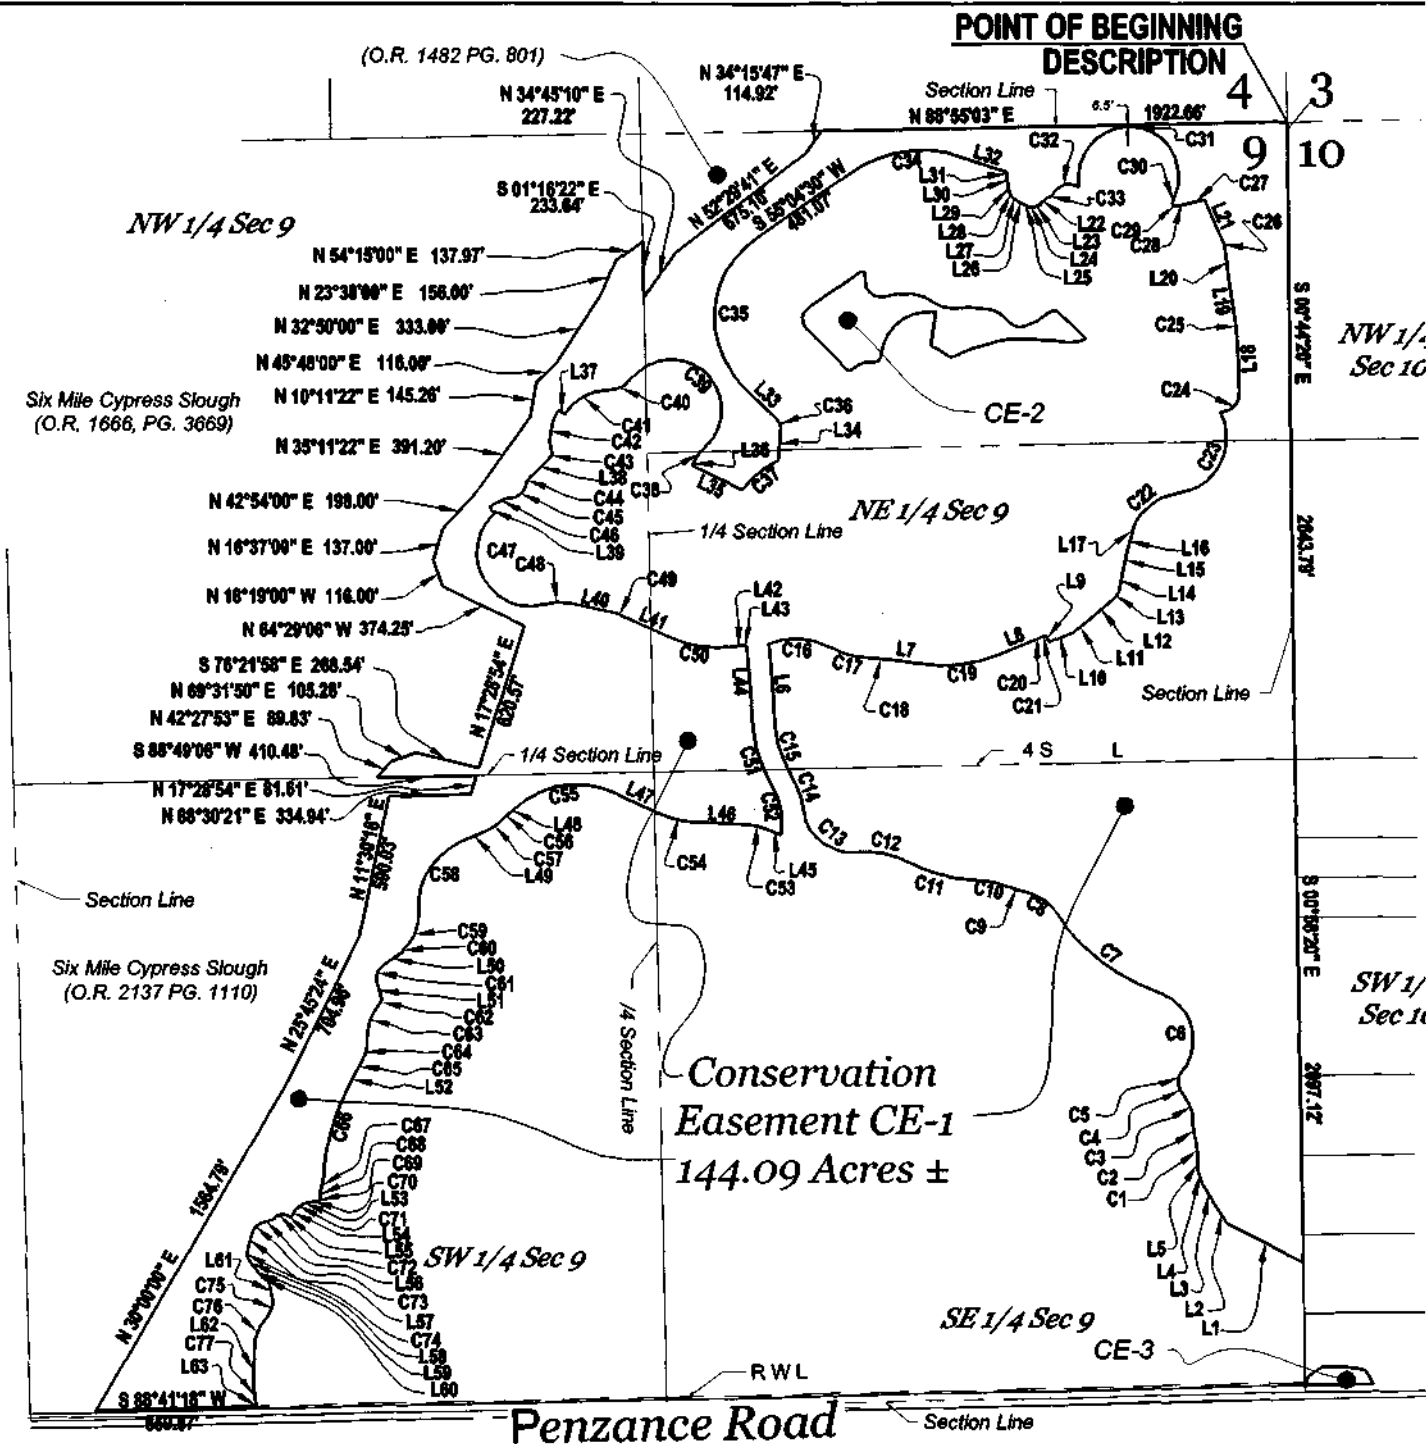 POINT OF BEGINNING
DESCRIPTION
(O.R. 1482 PG. 801)
N 34°15'47" E
114.92'
N 34°45'10" E
227.22'
Section Line
6.5'
1922.66'
4
3
N 88°55'03" E
C32
C31
9
10
C34
L32
C30
C27
S 01°16'22" E
233.64'
N 52°29'41" E
675.10'
S 55°04'30" W
481.07'
L31
L30
L29
L28
L27
L26
C33
L22
L23
L24
L25
C29
C28
L21
C26
NW 1/4 Sec 9
N 54°15'00" E 137.97'
N 23°38'00" E 156.00'
N 32°50'00" E 333.00'
N 45°48'00" E 116.00'
N 10°11'22" E 145.26'
N 35°11'22" E 391.20'
N 42°54'00" E 198.00'
N 16°37'00" E 137.00'
N 16°19'00" W 116.00'
N 64°29'06" W 374.25'
L20
L19
C25
L18
C24
S 00°44'20" E
2643.79'
NW 1/4
Sec 10
Six Mile Cypress Slough
(O.R. 1666, PG. 3669)
C35
L33
CE-2
L37
C39
C40
C41
C42
C43
L38
C44
C45
C46
L39
C36
L34
L36
C38
L35
C37
C23
C22
NE 1/4 Sec 9
1/4 Section Line
C47
C48
L40
C49
L41
L42
L43
C50
L44
L17
L16
L15
L14
L13
L12
L11
L10
L9
C16
C17
L7
L8
C19
C20
C21
C18
L6
Section Line
N 17°28'54" E
620.57'
S 76°21'58" E 268.54'
N 69°31'50" E 105.26'
N 42°27'53" E 89.83'
S 88°49'06" W 410.48'
N 17°28'54" E 81.61'
N 88°30'21" E 334.94'
1/4 Section Line
4 S L
C51
C15
C14
C52
C55
L47
L46
L48
C56
C57
L49
C54
C53
L45
C13
C12
C11
C10
C9
C8
C7
C58
N 11°30'16" E
590.03'
Section Line
Six Mile Cypress Slough
(O.R. 2137 PG. 1110)
N 25°45'24" E
704.96'
C59
C60
L50
C61
L51
C62
C63
C64
C65
L52
C66
/4 Section Line
S 00°56'20" E
2697.12'
SW 1/
Sec 10
C6
C5
C4
C3
C2
C1
Conservation
Easement CE-1
144.09 Acres ±
C67
C68
C69
C70
L53
C71
L54
L55
C72
L56
C73
L57
C74
L58
L59
L60
1564.79'
N 30°00'00" E
L61
C75
C76
L62
C77
L63
SW 1/4 Sec 9
L5
L4
L3
L2
L1
SE 1/4 Sec 9
CE-3
R W L
S 88°41'18" W
Penzance Road
Section Line